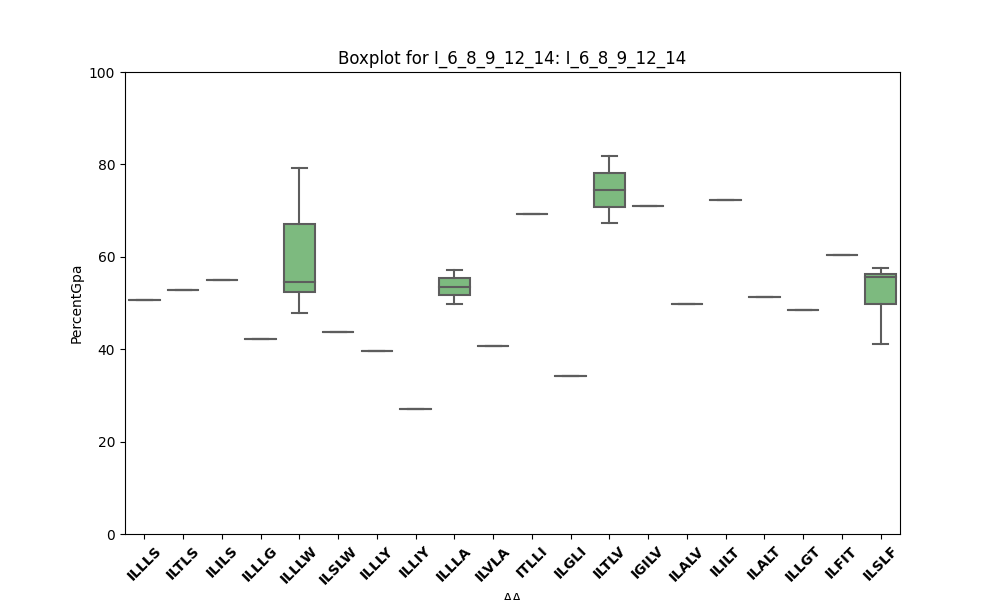 Boxplot for I_6_8_9_12_14: I_6_8_9_12_14
100
80
60
40
20
0
PercentGpa
ILLLS
ILTLS
ILILS
ILLLG
ILLLW
ILSLW
ILLLY
ILLIY
ILLLA
ILVLA
ITLLI
ILGLI
ILTLV
IGILV
ILALV
ILILT
ILALT
ILLGT
ILFIT
ILSLF
AA